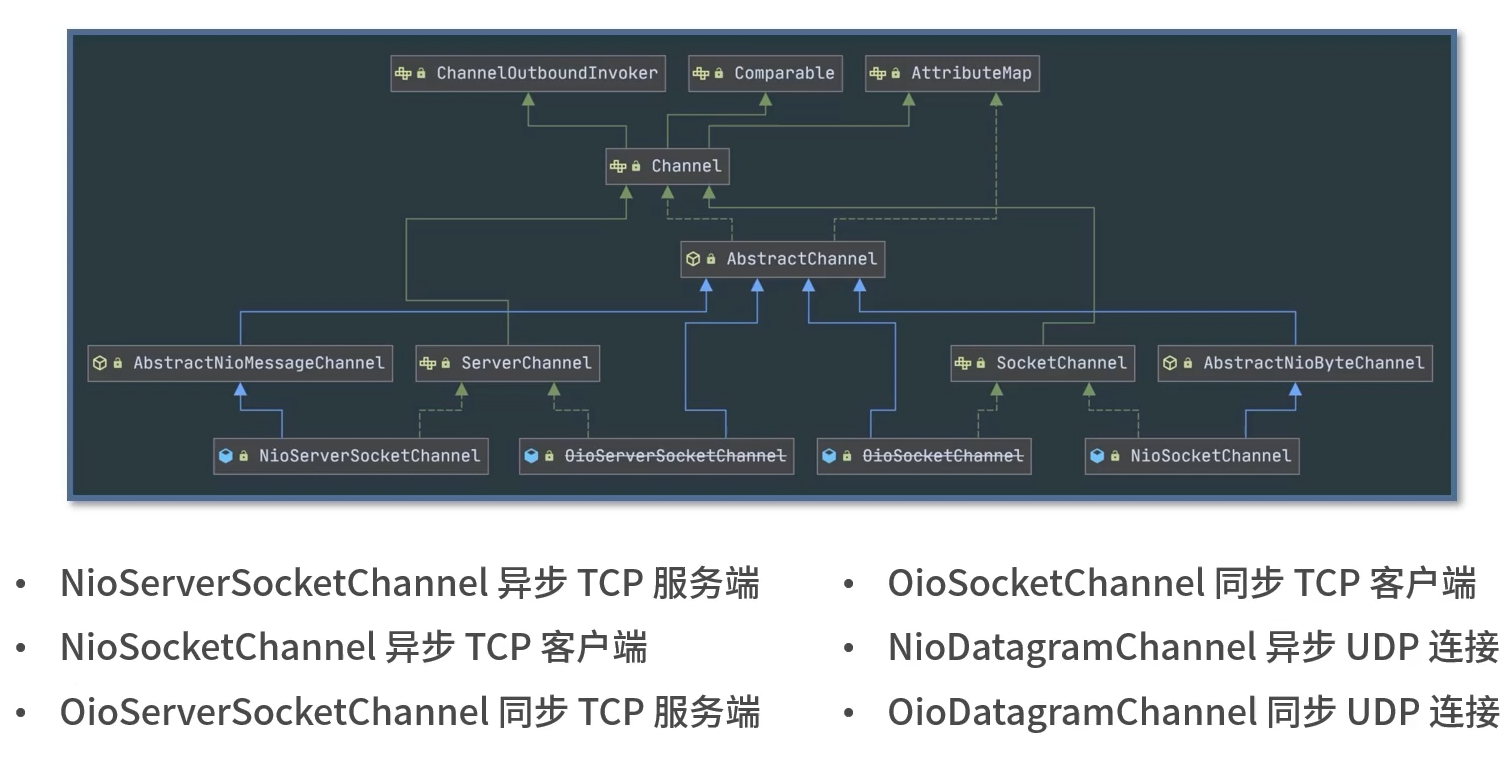 ChannelOutboundInvoker Comparable AttributeMap
Channel
AbstractChannel
AbstractNioMessageChannel ServerChannel SocketChannel AbstractNioByteChannel
NioServerSocketChannel OioServerSocketChannel OioSocketChannel NioSocketChannel
• NioServerSocketChannel 异步 TCP 服务端
• NioSocketChannel 异步 TCP 客户端
• OioServerSocketChannel 同步 TCP 服务端
• OioSocketChannel 同步 TCP 客户端
• NioDatagramChannel 异步 UDP 连接
• OioDatagramChannel 同步 UDP 连接